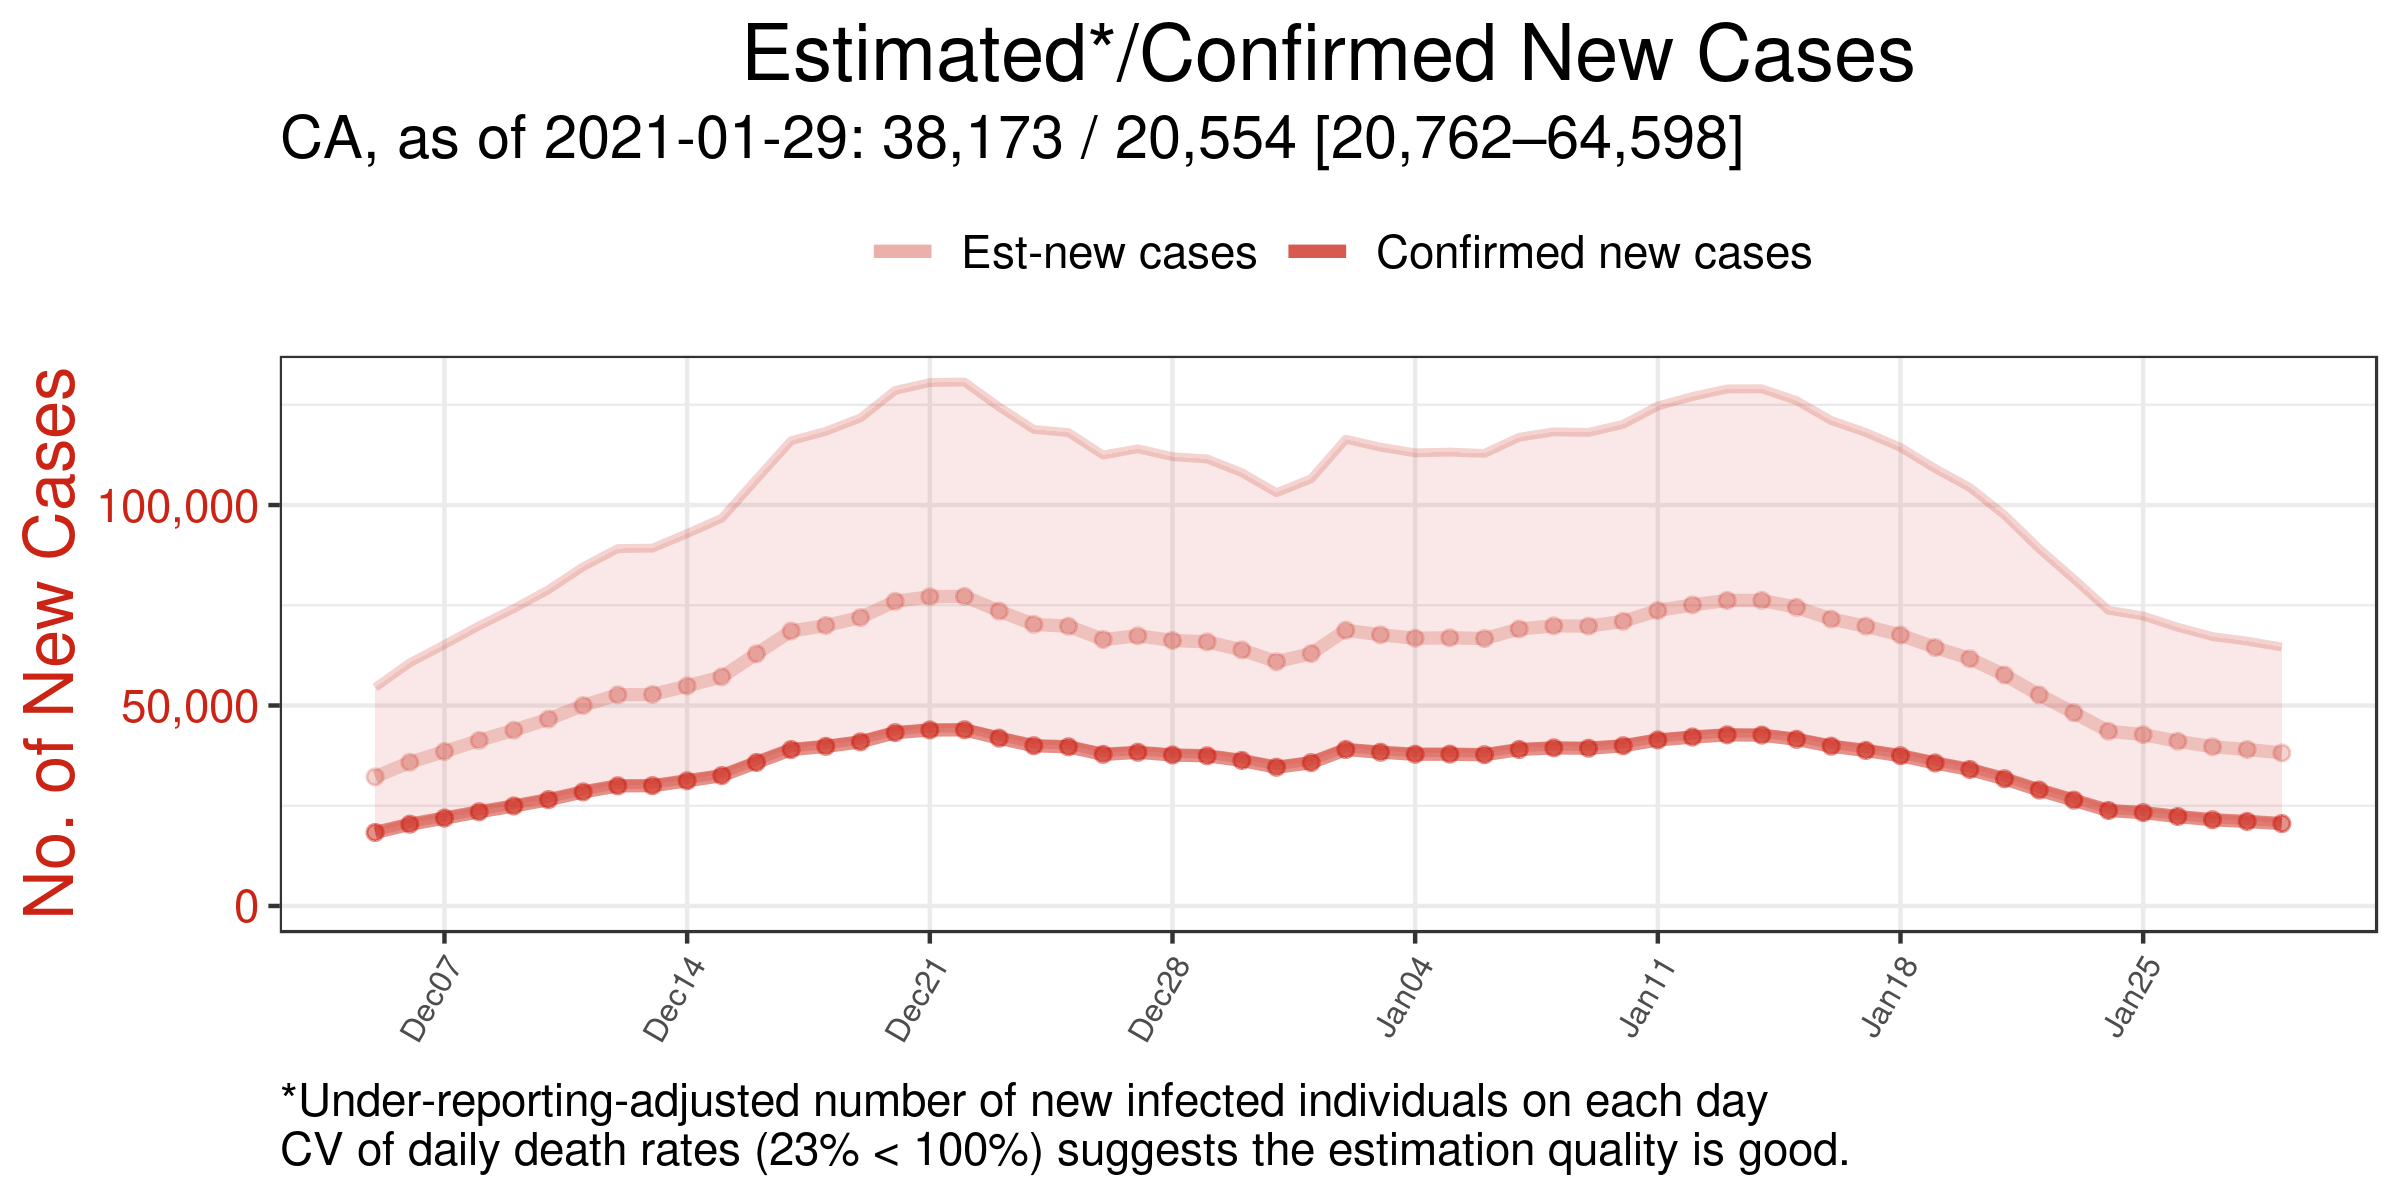 Estimated*/Confirmed New Cases
CA, as of 2021-01-29: 38,173 / 20,554 [20,762–64,598]
Est-new cases
Confirmed new cases
No. of New Cases
100,000
50,000
0
Dec07
Dec14
Dec21
Dec28
Jan04
Jan11
Jan18
Jan25
*Under-reporting-adjusted number of new infected individuals on each day
CV of daily death rates (23% < 100%) suggests the estimation quality is good.